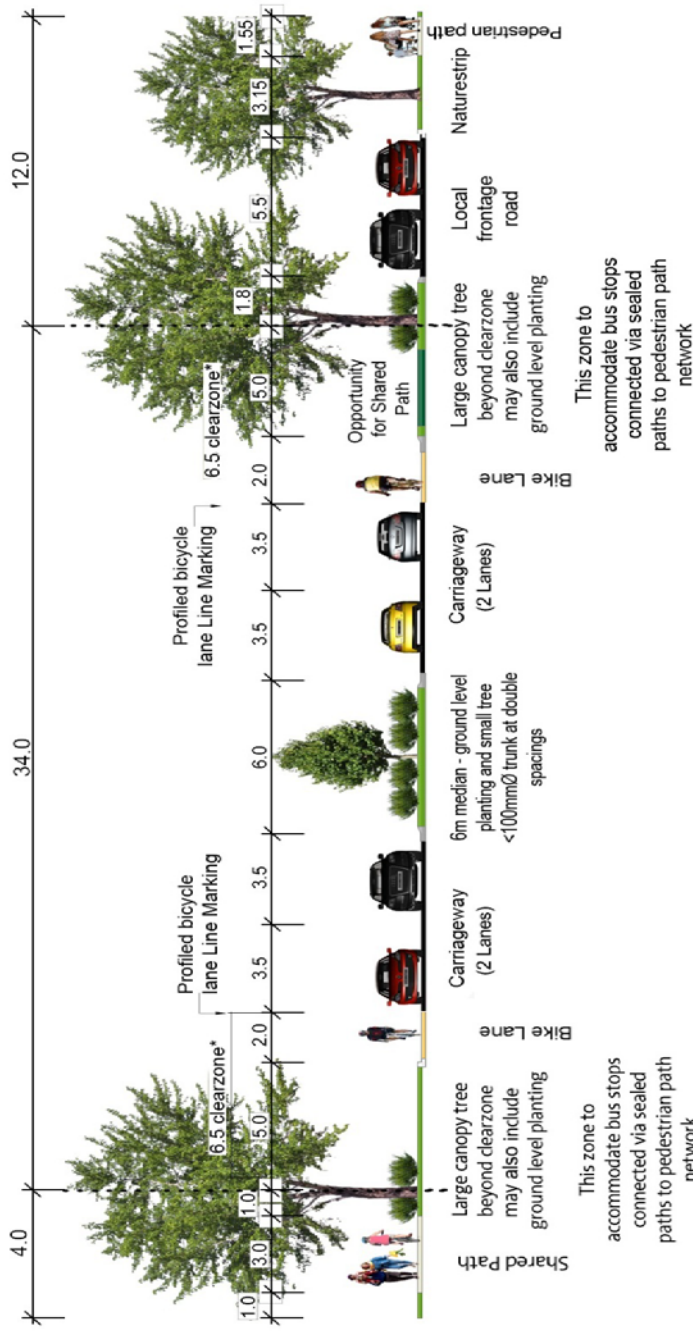 4.0
34.0
12.0
Profiled bicycle
lane Line Marking
Profiled bicycle
lane Line Marking
6.5 clearzone*
6.5 clearzone*
1.0
3.0
1.0
5.0
2.0
3.5
3.5
6.0
3.5
3.5
2.0
5.0
1.8
5.5
3.15
1.55
Opportunity
for Shared
Path
Shared Path
Large canopy tree
beyond clearzone
may also include
ground level planting
Bike Lane
Carriageway
(2 Lanes)
6m median - ground level
planting and small tree
<100mmØ trunk at double
spacings
Carriageway
(2 Lanes)
Bike Lane
Large canopy tree
beyond clearzone
may also include
ground level planting
Local
frontage
road
Naturestrip
Pedestrian path
This zone to
accommodate bus stops
connected via sealed
paths to pedestrian path
network
This zone to
accommodate bus stops
connected via sealed
paths to pedestrian path
network